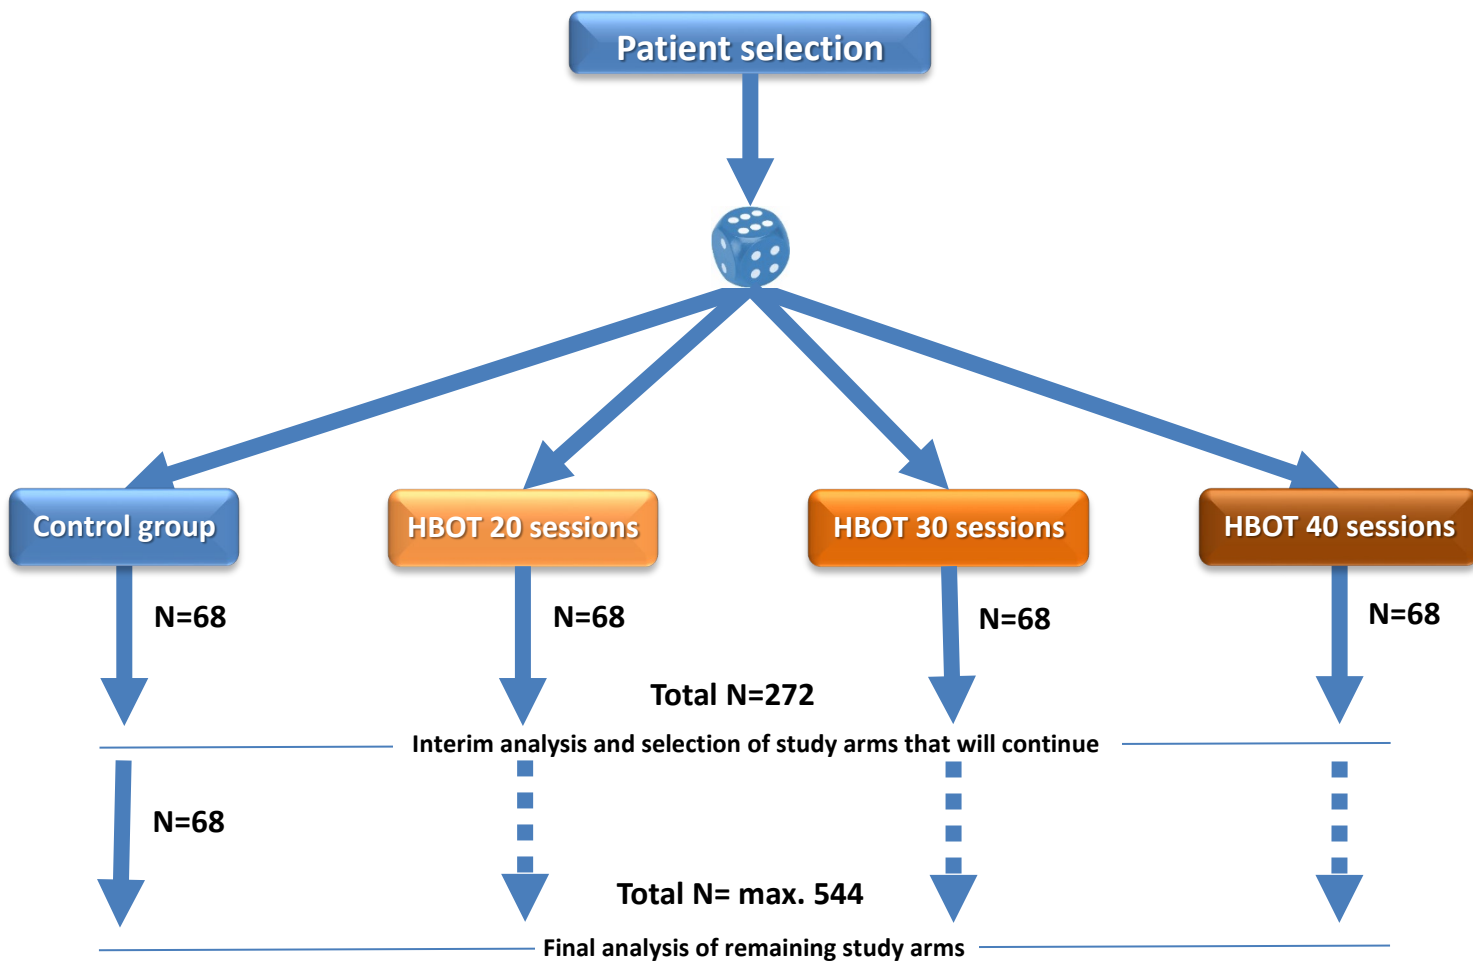 Patient selection
Control group
HBOT 20 sessions
HBOT 30 sessions
HBOT 40 sessions
N=68
N=68
N=68
N=68
Total N=272
Interim analysis and selection of study arms that will continue
N=68
Total N= max. 544
Final analysis of remaining study arms